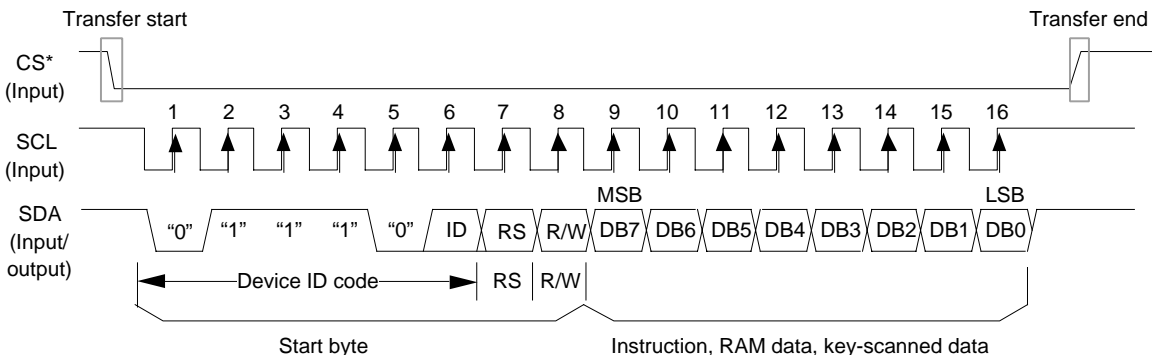 Transfer start Transfer end
CS*
(Input)
1 2 3 4 5 6 7 8 9 10 11 12 13 14 15 16
SCL
(Input)
MSB LSB
SDA
(Input/
output)
“0” “1” “1” “1” “0” ID RS R/W DB7 DB6 DB5 DB4 DB3 DB2 DB1 DB0
Device ID code RS R/W
Start byte Instruction, RAM data, key-scanned data